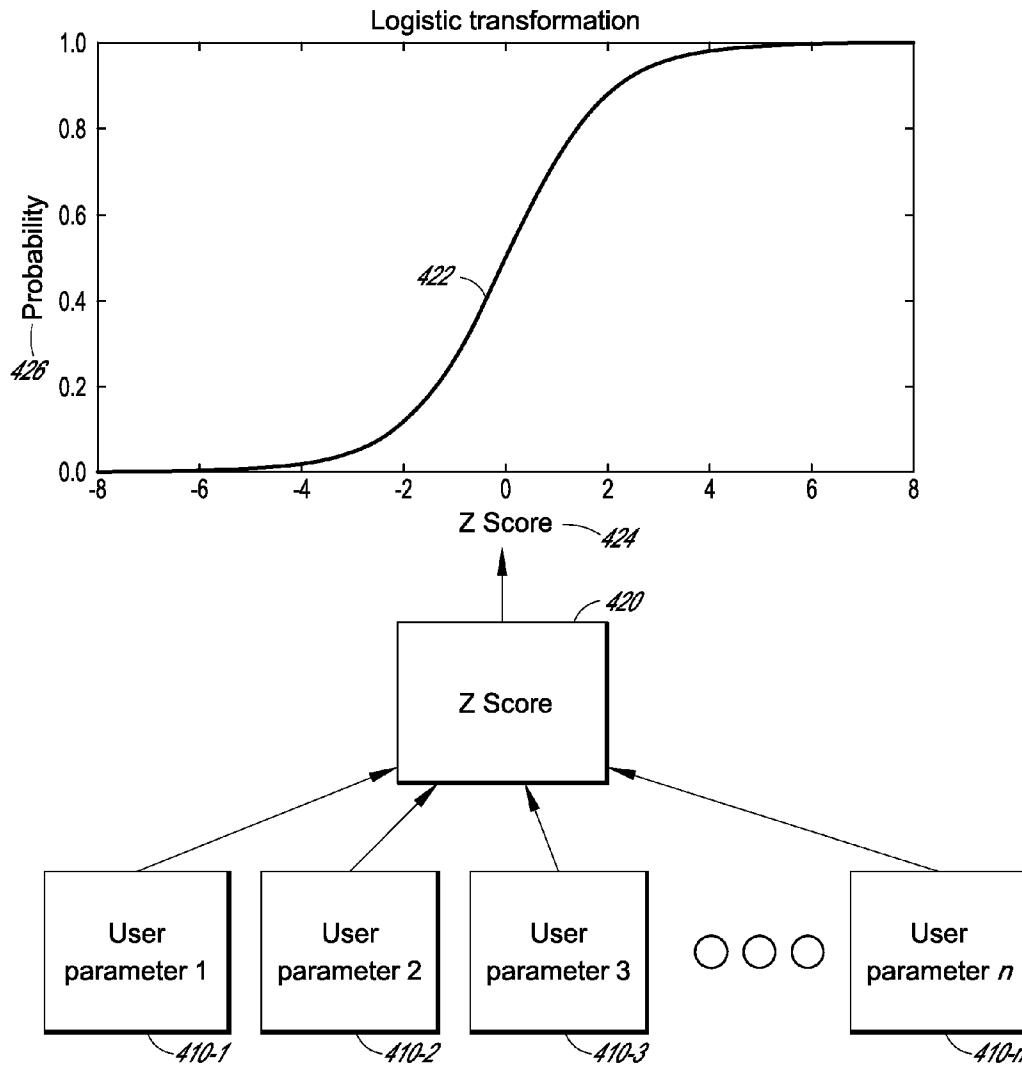 Logistic transformation
1.0
0.8
0.6
0.4
0.2
0.0
Probability
426
422
-8 -6 -4 -2 0 2 4 6 8
Z Score 424
420
Z Score
User parameter 1
User parameter 2
User parameter 3
User parameter n
410-1 410-2 410-3 410-n